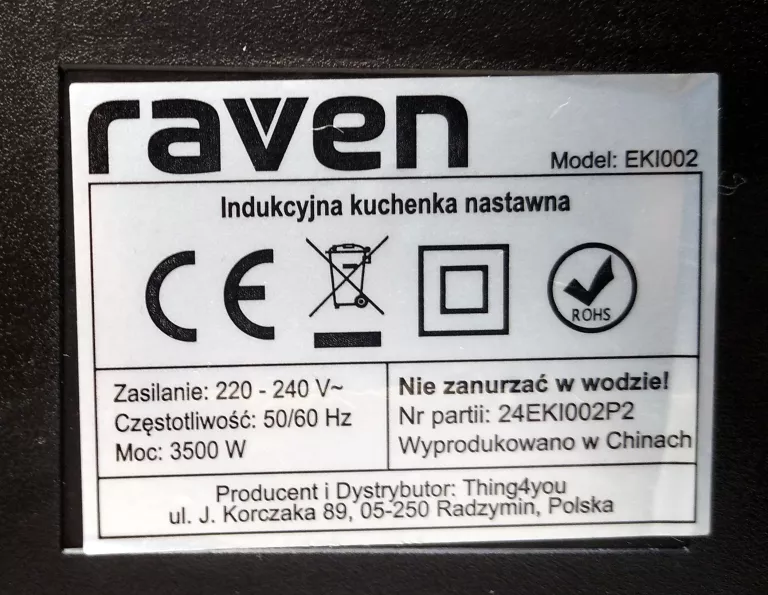 raven
Model: EKI002
Indukcyjna kuchenka nastawna
CE
ROHS
Zasilanie: 220 - 240 V~
Częstotliwość: 50/60 Hz
Moc: 3500 W
Nie zanurzać w wodzie!
Nr partii: 24EKI002P2
Wyprodukowano w Chinach
Producent i Dystrybutor: Thing4you
ul. J. Korczaka 89, 05-250 Radzymin, Polska